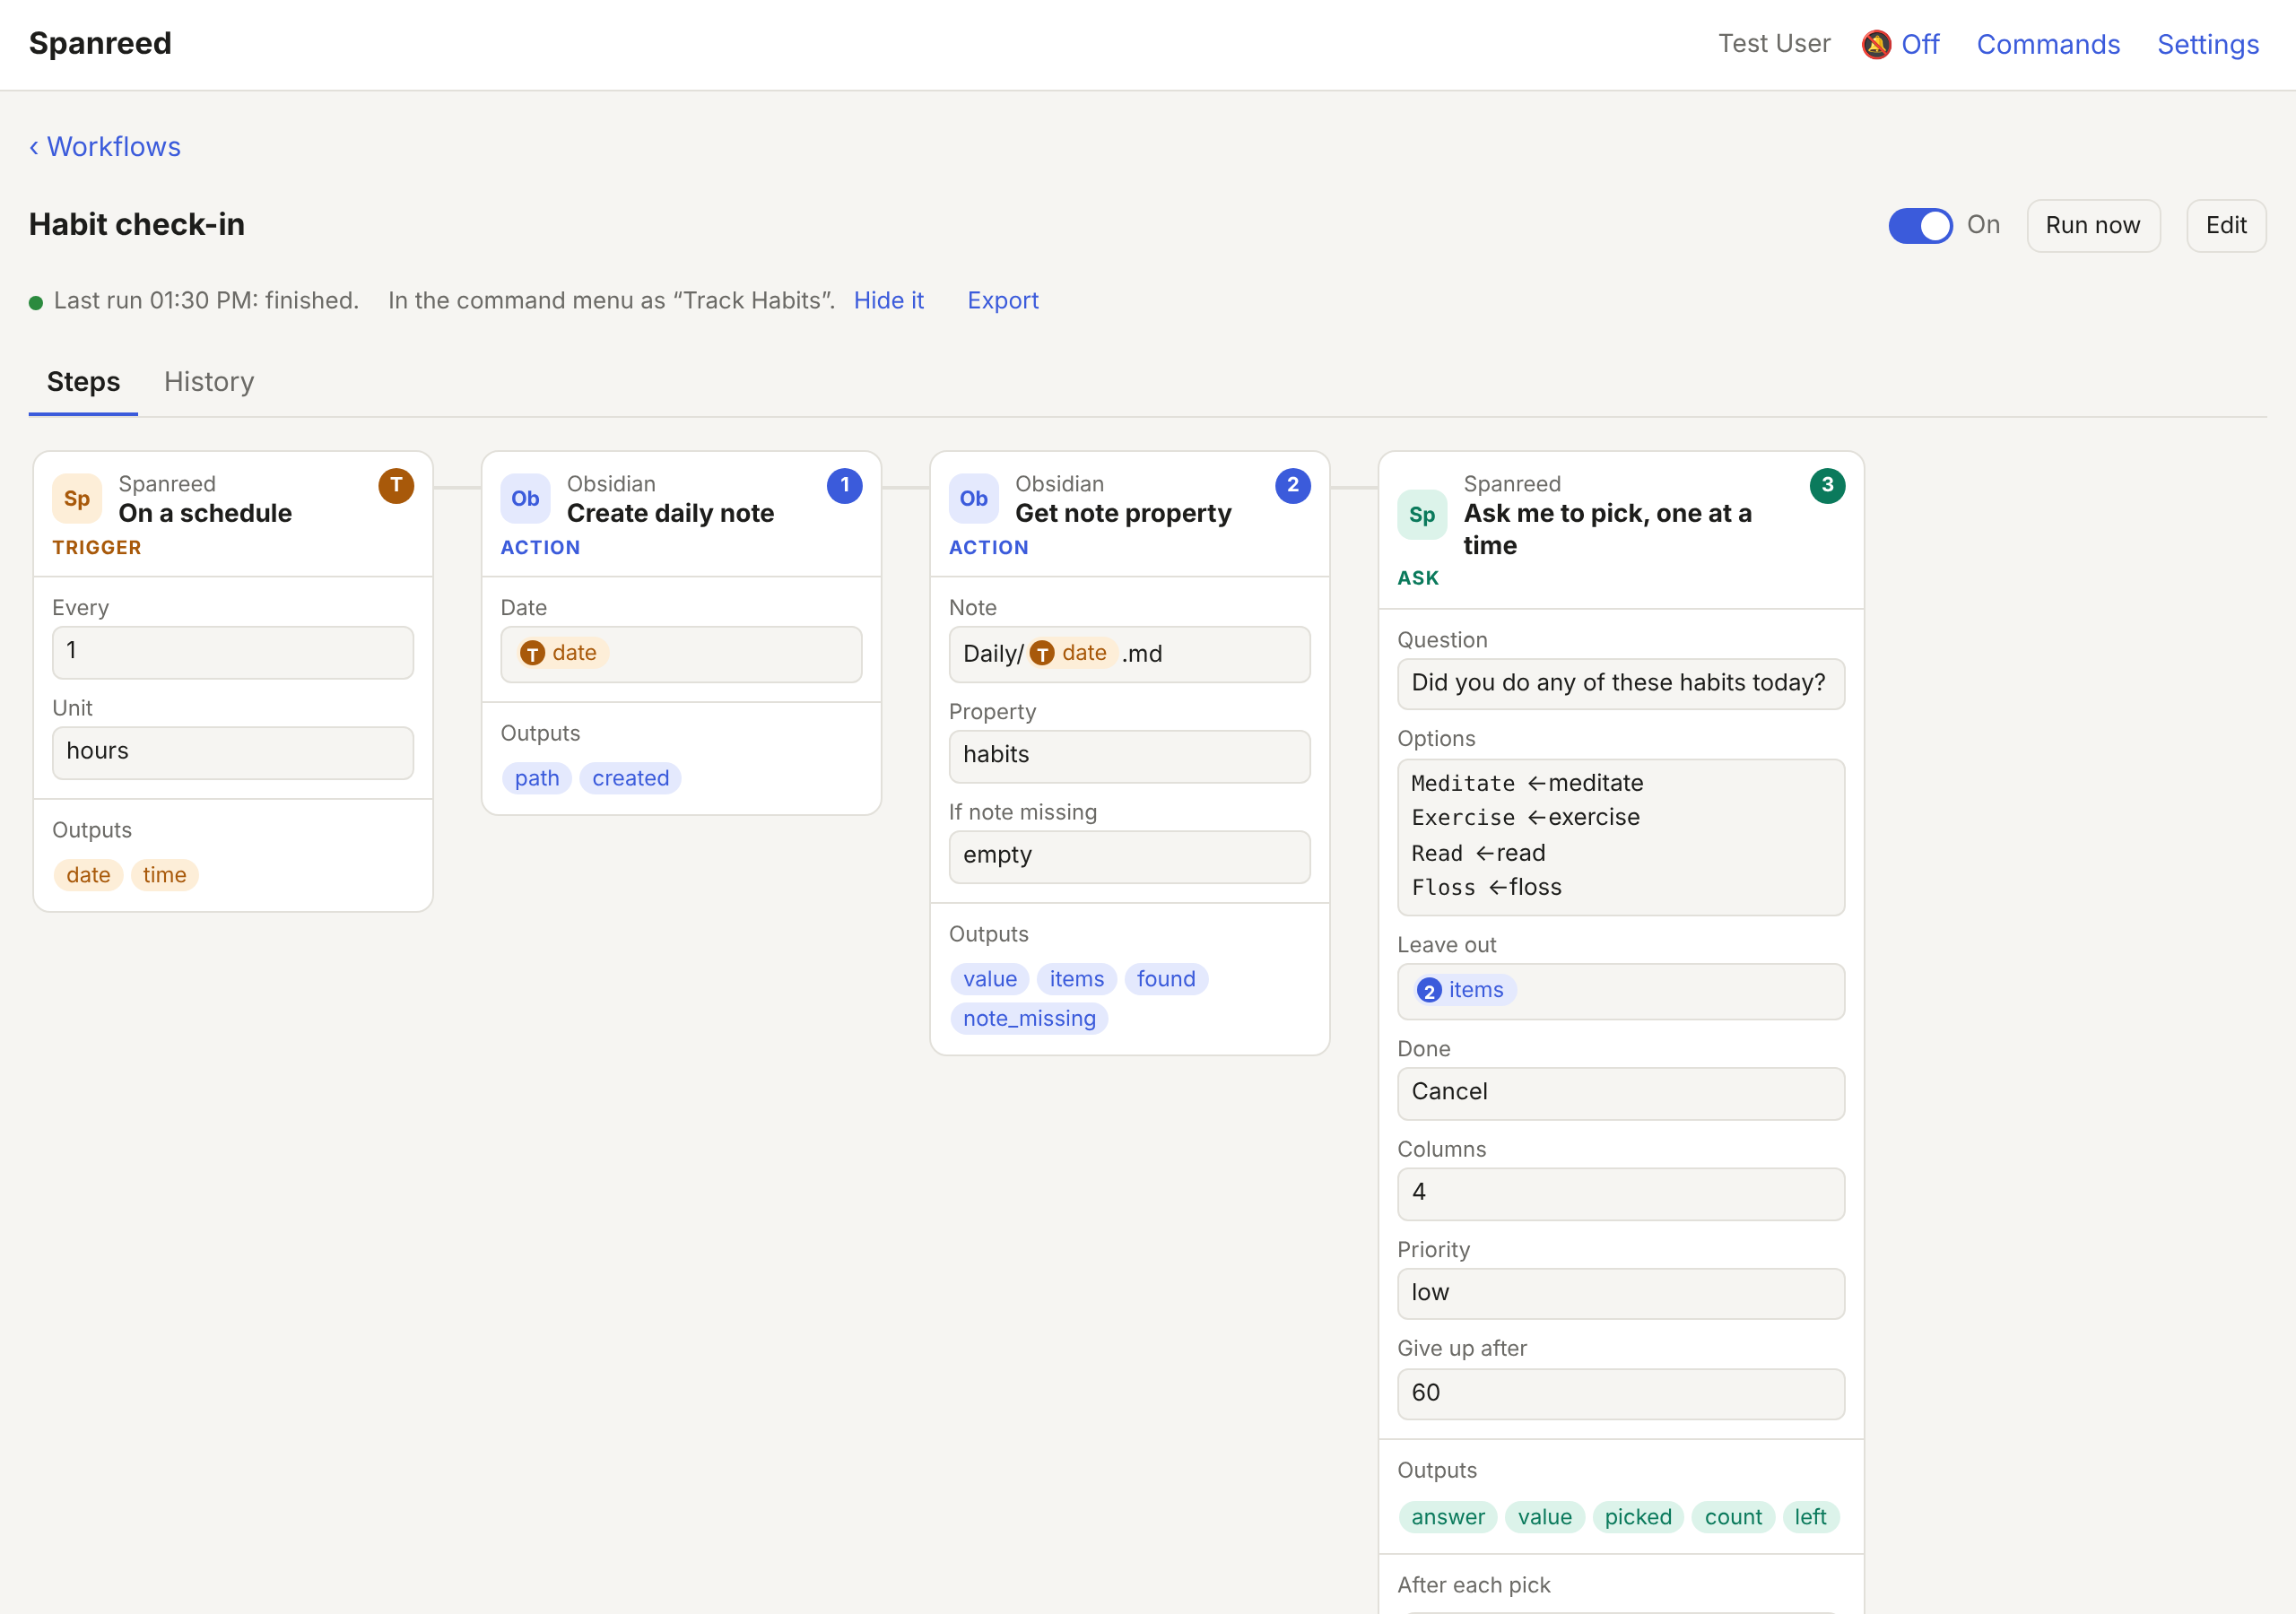 Spanreed
Test User
Off
Commands
Settings
‹ Workflows
Habit check-in
On
Run now
Edit
Last run 01:30 PM: finished.
In the command menu as “Track Habits”.
Hide it
Export
Steps
History
Sp
Spanreed
On a schedule
T
TRIGGER
Every
1
Unit
hours
Outputs
date
time
Ob
Obsidian
Create daily note
1
ACTION
Date
T date
Outputs
path
created
Ob
Obsidian
Get note property
2
ACTION
Note
Daily/ T date .md
Property
habits
If note missing
empty
Outputs
value
items
found
note_missing
Sp
Spanreed
Ask me to pick, one at a
time
3
ASK
Question
Did you do any of these habits today?
Options
Meditate ←meditate
Exercise ←exercise
Read ←read
Floss ←floss
Leave out
2 items
Done
Cancel
Columns
4
Priority
low
Give up after
60
Outputs
answer
value
picked
count
left
After each pick